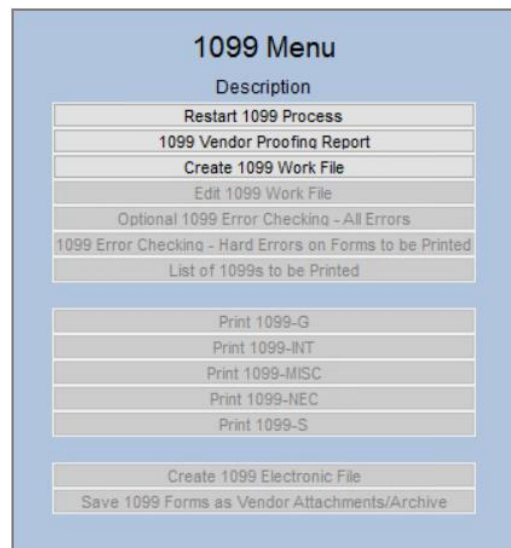 1099 Menu
Description
Restart 1099 Process
1099 Vendor Proofing Report
Create 1099 Work File
Edit 1099 Work File
Optional 1099 Error Checking - All Errors
1099 Error Checking - Hard Errors on Forms to be Printed
List of 1099s to be Printed
Print 1099-G
Print 1099-INT
Print 1099-MISC
Print 1099-NEC
Print 1099-S
Create 1099 Electronic File
Save 1099 Forms as Vendor Attachments/Archive